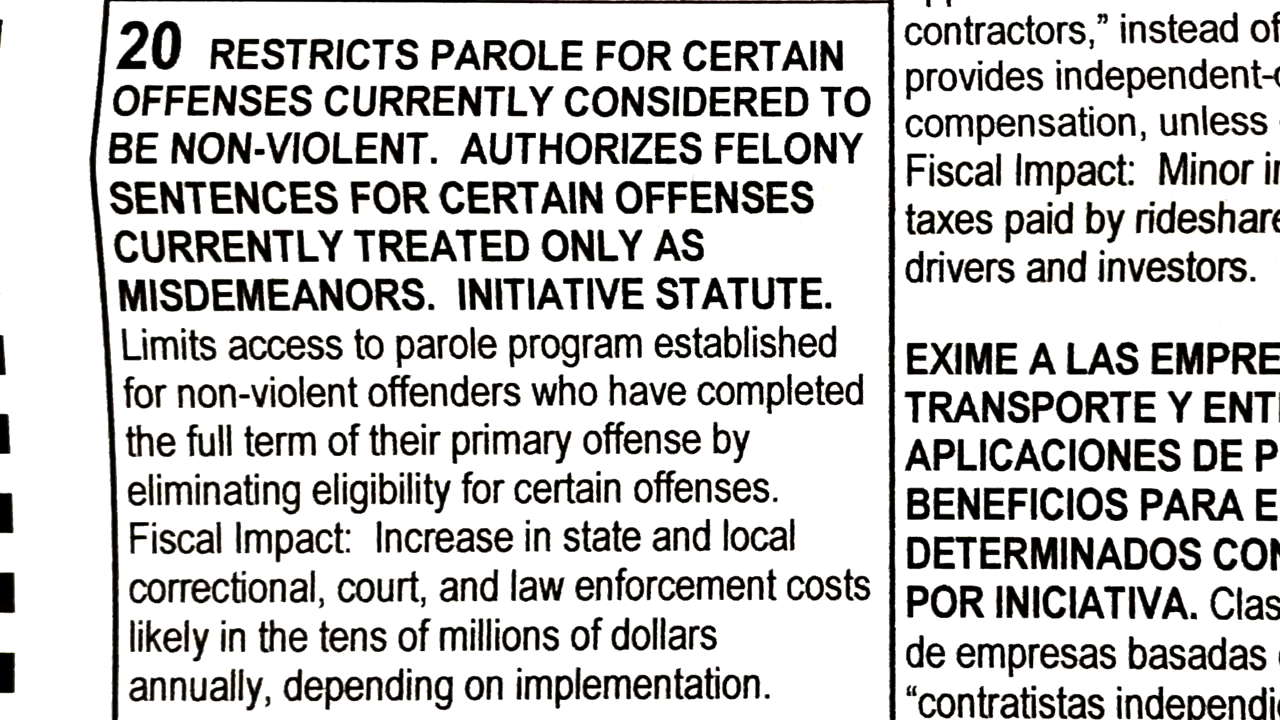 20 RESTRICTS PAROLE FOR CERTAIN
OFFENSES CURRENTLY CONSIDERED TO
BE NON-VIOLENT. AUTHORIZES FELONY
SENTENCES FOR CERTAIN OFFENSES
CURRENTLY TREATED ONLY AS
MISDEMEANORS. INITIATIVE STATUTE.
Limits access to parole program established
for non-violent offenders who have completed
the full term of their primary offense by
eliminating eligibility for certain offenses.
Fiscal Impact: Increase in state and local
correctional, court, and law enforcement costs
likely in the tens of millions of dollars
annually, depending on implementation.
contractors,” instead of
provides independent-
compensation, unless
Fiscal Impact: Minor
taxes paid by rideshare
drivers and investors.
EXIME A LAS
TRANSPORTE Y
APLICACIONES DE
BENEFICIOS PARA
DETERMINADOS
POR INICIATIVA.
de empresas basadas
“contratistas